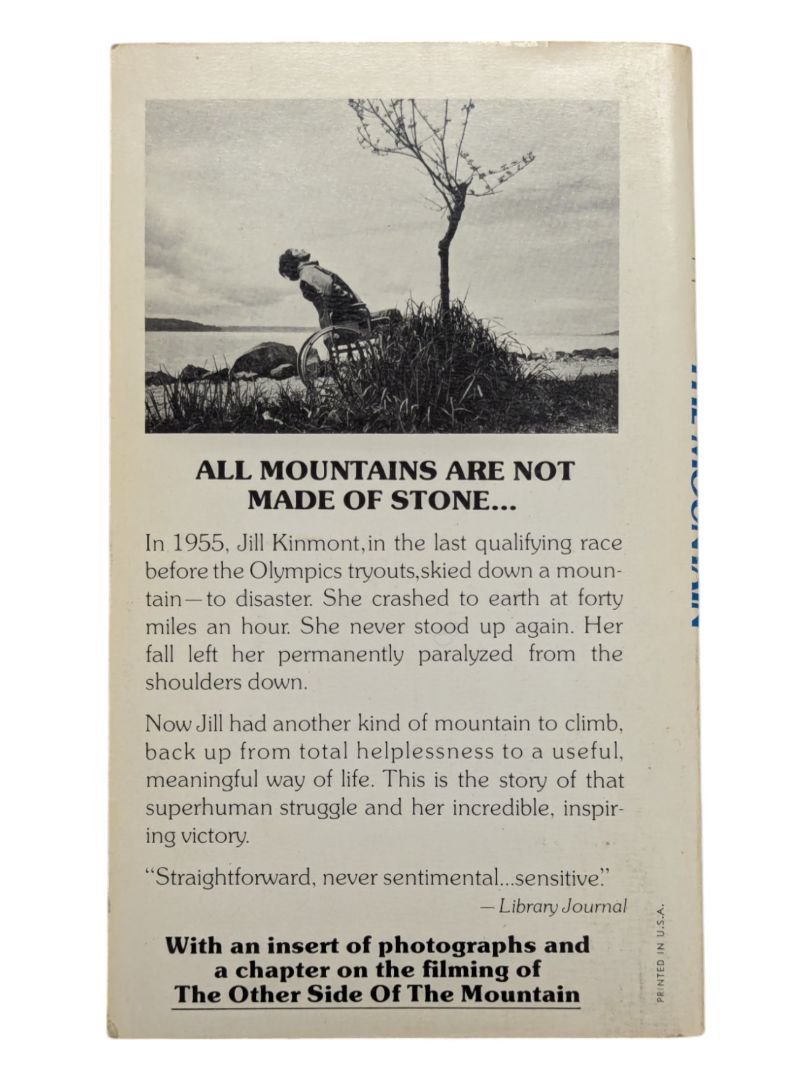 ALL MOUNTAINS ARE NOT
MADE OF STONE...
In 1955, Jill Kinmont, in the last qualifying race
before the Olympics tryouts, skied down a moun-
tain—to disaster. She crashed to earth at forty
miles an hour. She never stood up again. Her
fall left her permanently paralyzed from the
shoulders down.
Now Jill had another kind of mountain to climb,
back up from total helplessness to a useful,
meaningful way of life. This is the story of that
superhuman struggle and her incredible, inspir-
ing victory.
“Straightforward, never sentimental...sensitive.”
—Library Journal
With an insert of photographs and
a chapter on the filming of
The Other Side Of The Mountain
PRINTED IN U.S.A.
THE MOUNTAIN